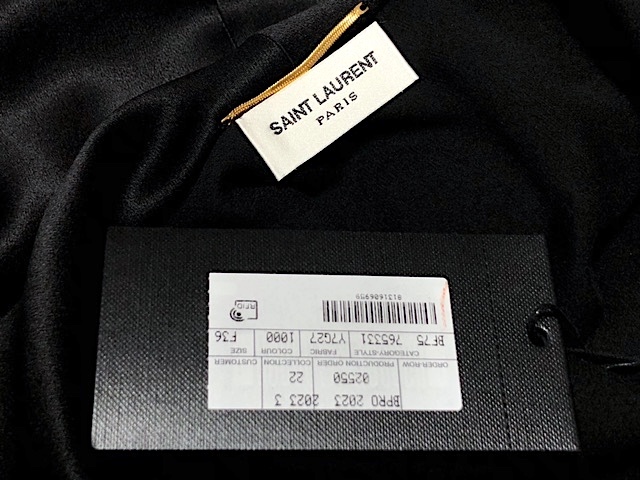 SAINT LAURENT
PARIS
BPRO 2023 2023 3
02550 22
ORDER-ROW PRODUCTION ORDER COLLECTION CUSTOMER
CATEGORY-STYLE FABRIC COLOUR SIZE
BF75 765331 Y7G27 1000 F36
8131606959
RFID